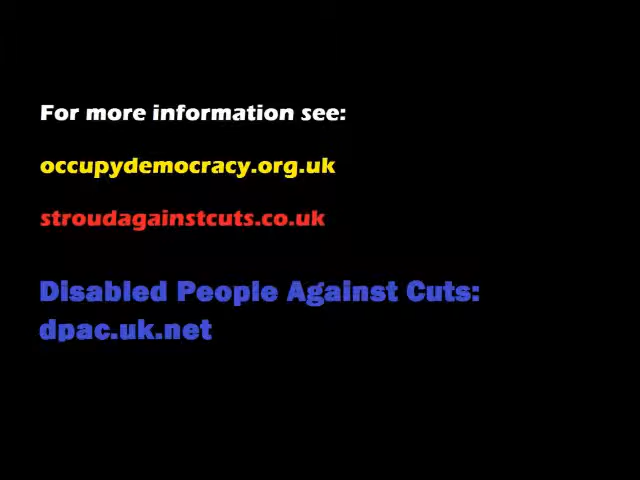 For more information see:
occupydemocracy.org.uk
stroudagainstcuts.co.uk
Disabled People Against Cuts:
dpac.uk.net